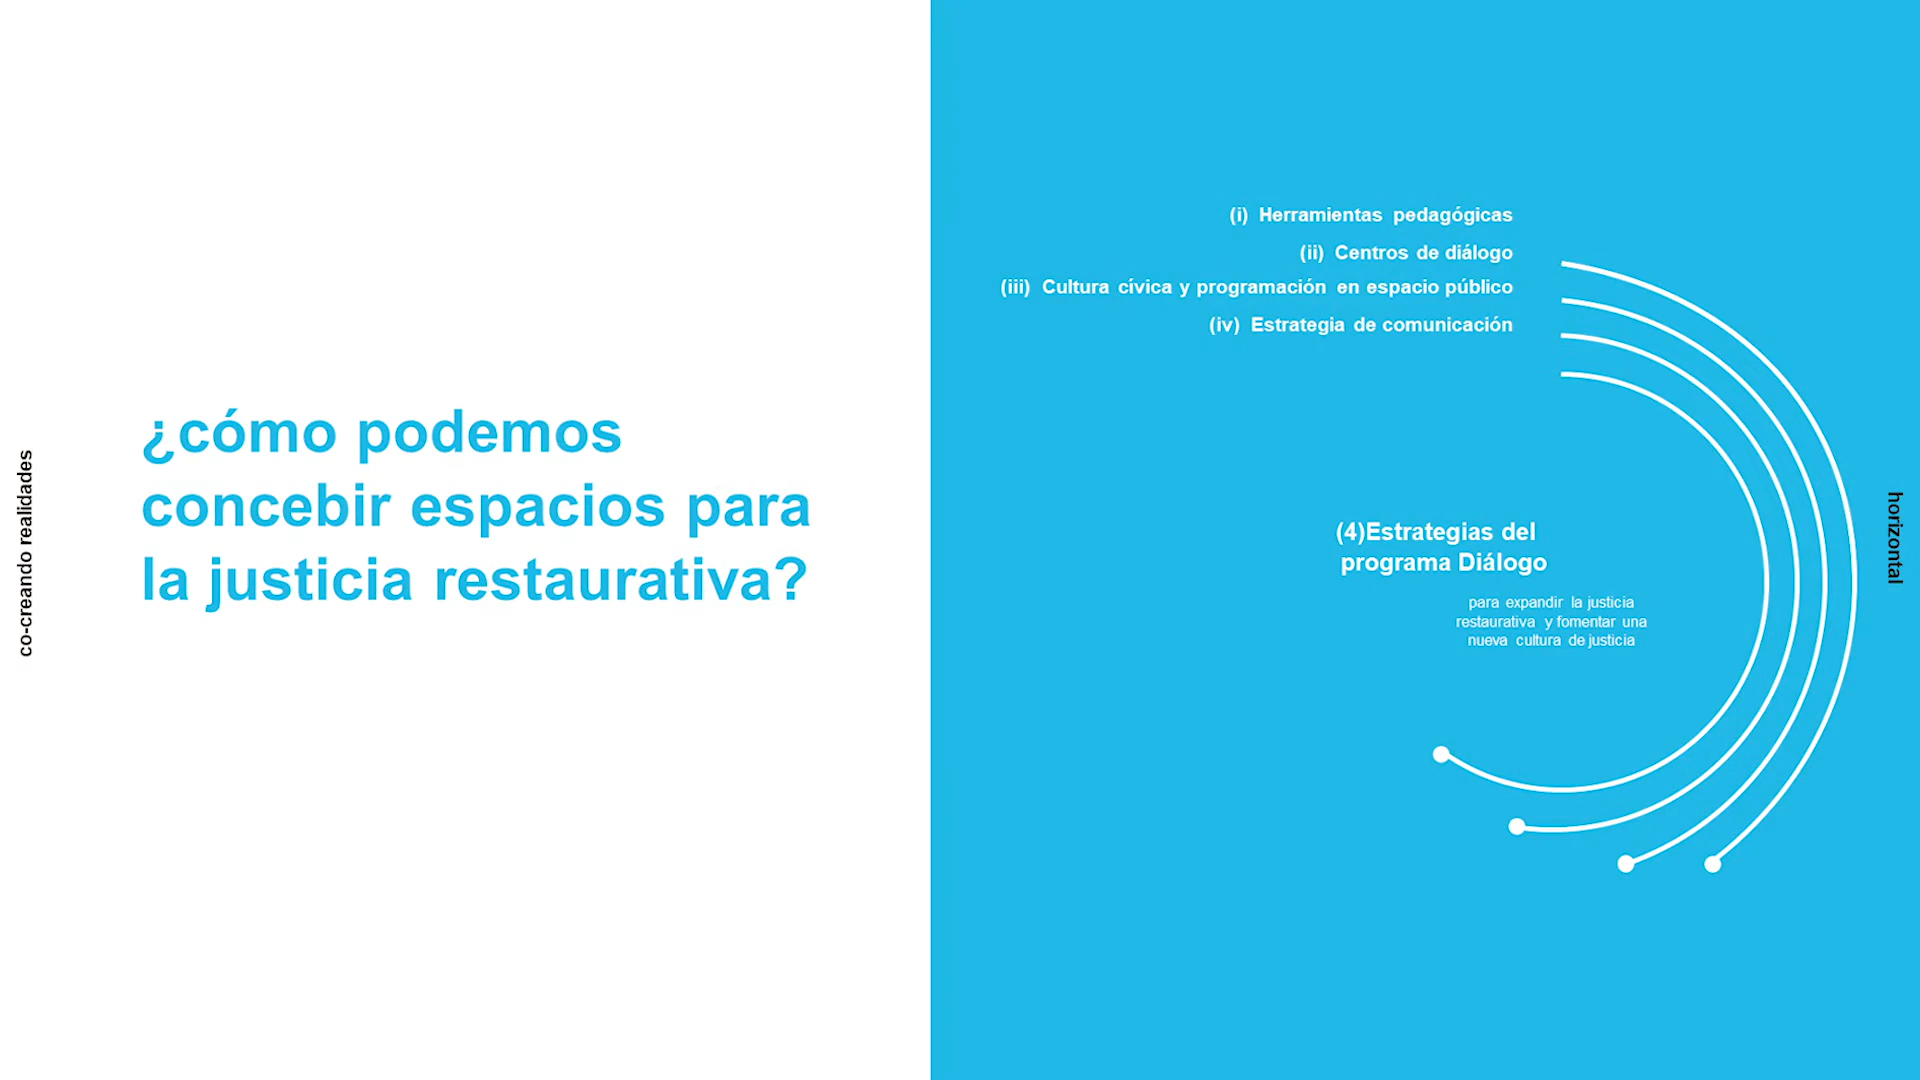 co-creando realidades
¿cómo podemos
concebir espacios para
la justicia restaurativa?
(i) Herramientas pedagógicas
(ii) Centros de diálogo
(iii) Cultura cívica y programación en espacio público
(iv) Estrategia de comunicación
(4)Estrategias del
programa Diálogo
para expandir la justicia
restaurativa y fomentar una
nueva cultura de justicia
horizontal